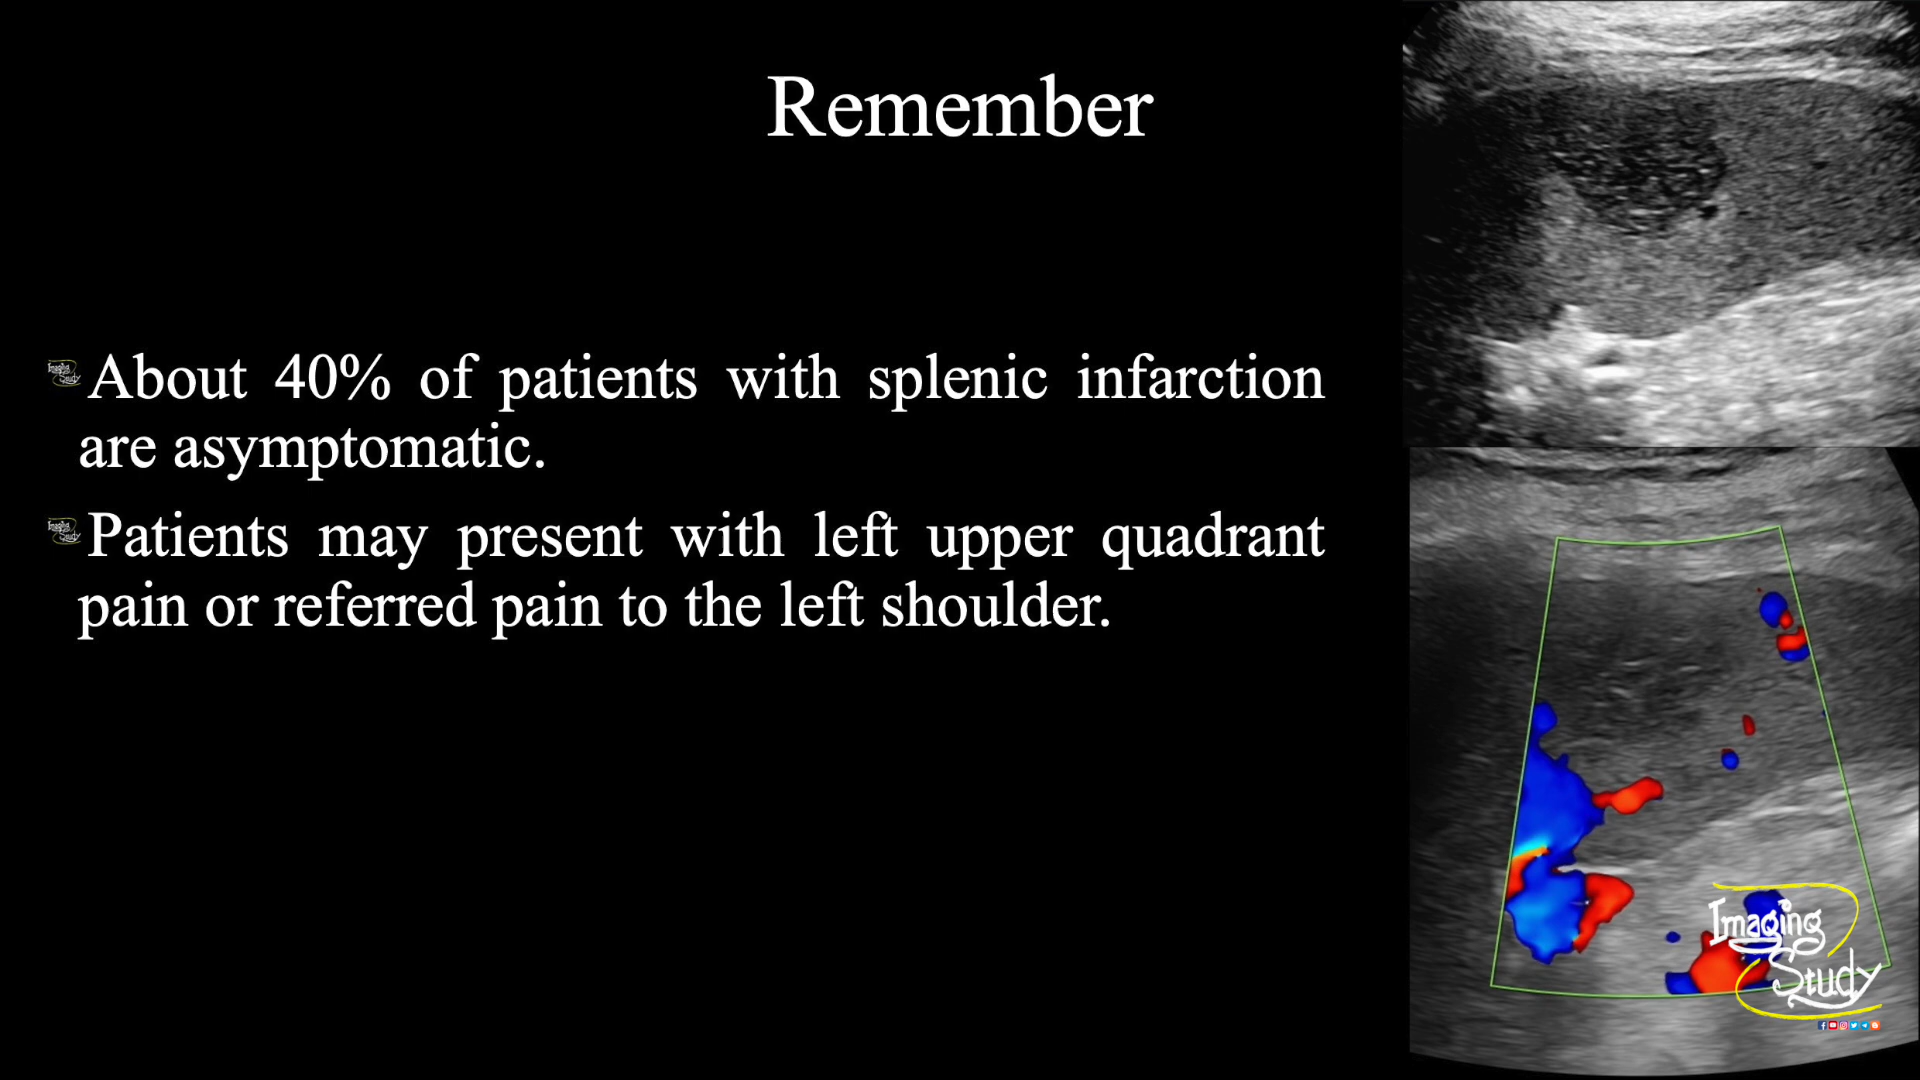 Remember
About 40% of patients with splenic infarction
are asymptomatic.
Patients may present with left upper quadrant
pain or referred pain to the left shoulder.
Imaging
Study